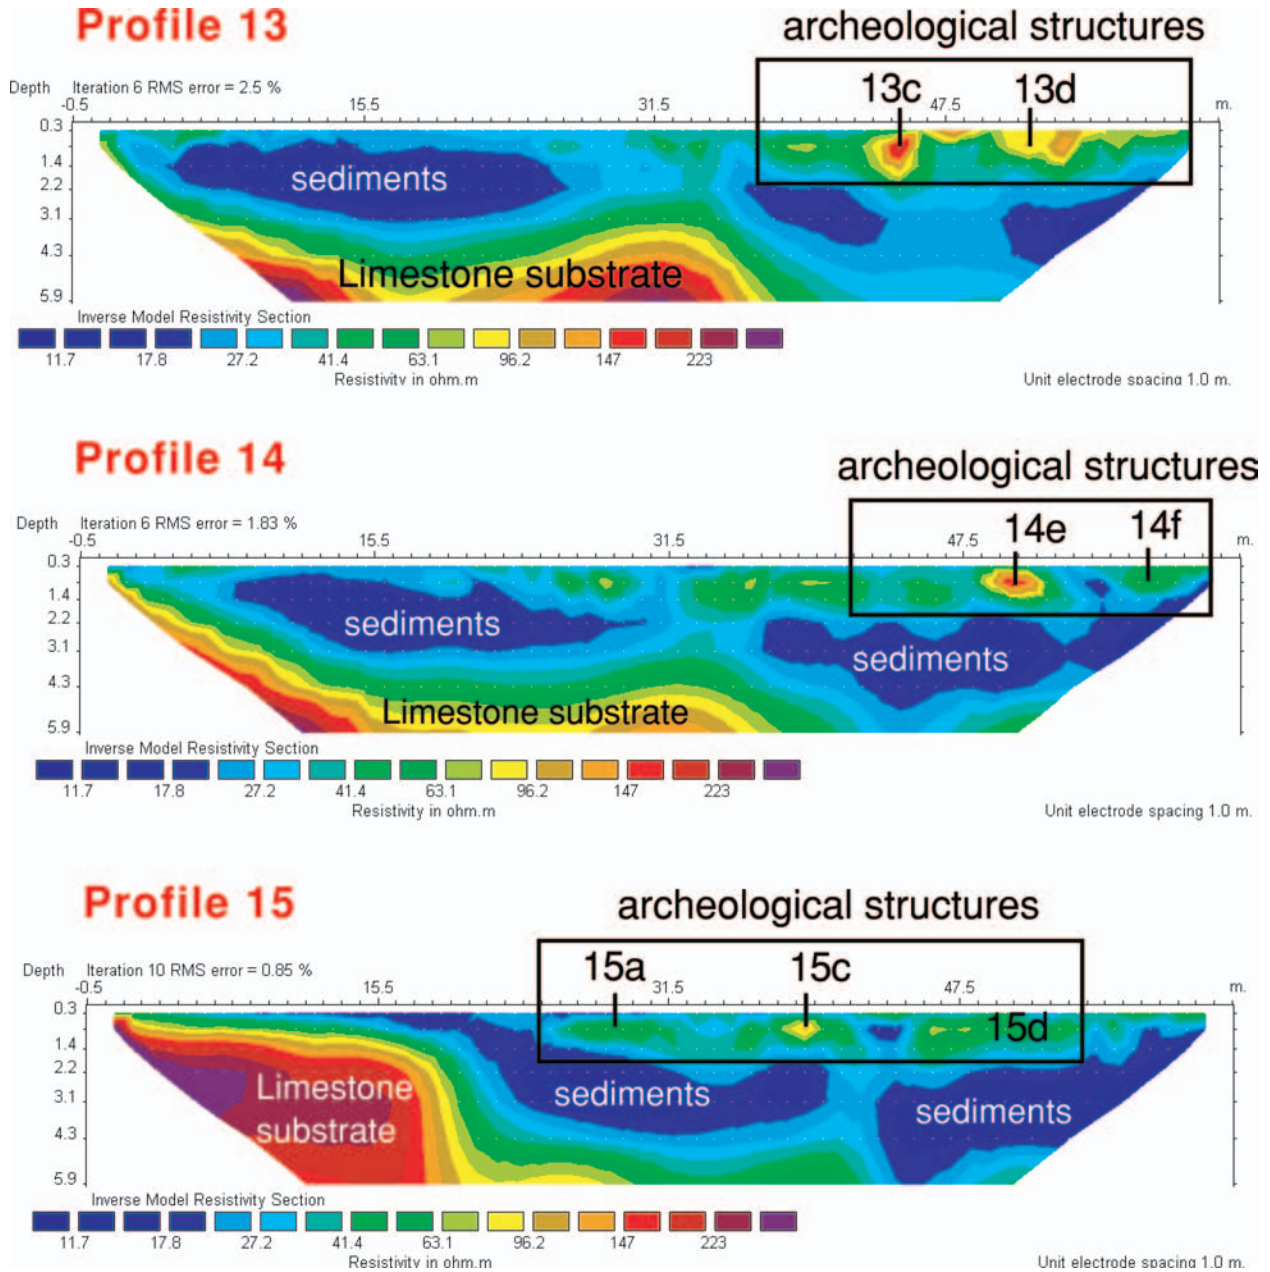 Profile 13
archeological structures
Depth Iteration 6 RMS error = 2.5 %
13c 13d
-0.5 15.5 31.5 47.5 m.
0.3
1.4
2.2
3.1
4.3
5.9
sediments
Limestone substrate
Inverse Model Resistivity Section
11.7 17.8 27.2 41.4 63.1 96.2 147 223
Resistivity in ohm.m
Unit electrode spacing 1.0 m.
Profile 14
archeological structures
Depth Iteration 6 RMS error = 1.83 %
14e 14f
-0.5 15.5 31.5 47.5 m.
0.3
1.4
2.2
3.1
4.3
5.9
sediments
sediments
Limestone substrate
Inverse Model Resistivity Section
11.7 17.8 27.2 41.4 63.1 96.2 147 223
Resistivity in ohm.m
Unit electrode spacing 1.0 m.
Profile 15
archeological structures
Depth Iteration 10 RMS error = 0.85 %
15a 15c
-0.5 15.5 31.5 47.5 m.
0.3
1.4
2.2
3.1
4.3
5.9
15d
Limestone
substrate
sediments
sediments
Inverse Model Resistivity Section
11.7 17.8 27.2 41.4 63.1 96.2 147 223
Resistivity in ohm.m
Unit electrode spacing 1.0 m.